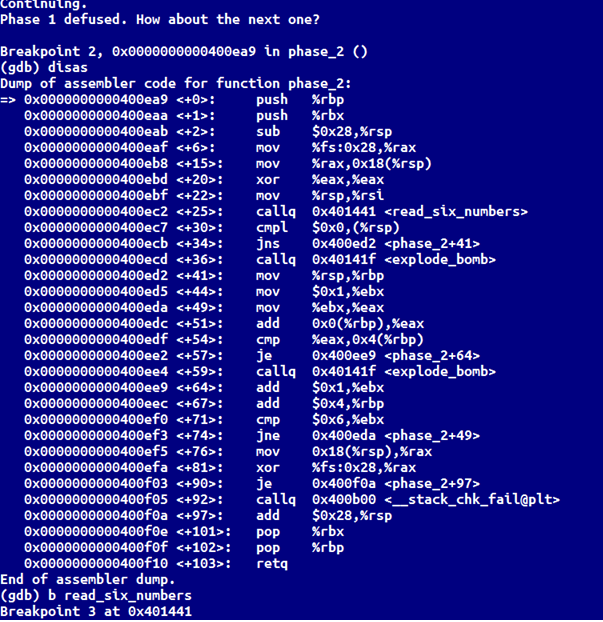 Continuing.
Phase 1 defused. How about the next one?
Breakpoint 2, 0x0000000000400ea9 in phase_2 ()
(gdb) disas
Dump of assembler code for function phase_2:
=> 0x0000000000400ea9 <+0>:     push   %rbp
   0x0000000000400eaa <+1>:     push   %rbx
   0x0000000000400eab <+2>:     sub    $0x28,%rsp
   0x0000000000400eaf <+6>:     mov    %fs:0x28,%rax
   0x0000000000400eb8 <+15>:    mov    %rax,0x18(%rsp)
   0x0000000000400ebd <+20>:    xor    %eax,%eax
   0x0000000000400ebf <+22>:    mov    %rsp,%rsi
   0x0000000000400ec2 <+25>:    callq  0x401441 <read_six_numbers>
   0x0000000000400ec7 <+30>:    cmpl   $0x0,(%rsp)
   0x0000000000400ecb <+34>:    jns    0x400ed2 <phase_2+41>
   0x0000000000400ecd <+36>:    callq  0x40141f <explode_bomb>
   0x0000000000400ed2 <+41>:    mov    %rsp,%rbp
   0x0000000000400ed5 <+44>:    mov    $0x1,%ebx
   0x0000000000400eda <+49>:    mov    %ebx,%eax
   0x0000000000400edc <+51>:    add    0x0(%rbp),%eax
   0x0000000000400edf <+54>:    cmp    %eax,0x4(%rbp)
   0x0000000000400ee2 <+57>:    je     0x400ee9 <phase_2+64>
   0x0000000000400ee4 <+59>:    callq  0x40141f <explode_bomb>
   0x0000000000400ee9 <+64>:    add    $0x1,%ebx
   0x0000000000400eec <+67>:    add    $0x4,%rbp
   0x0000000000400ef0 <+71>:    cmp    $0x6,%ebx
   0x0000000000400ef3 <+74>:    jne    0x400eda <phase_2+49>
   0x0000000000400ef5 <+76>:    mov    0x18(%rsp),%rax
   0x0000000000400efa <+81>:    xor    %fs:0x28,%rax
   0x0000000000400f03 <+90>:    je     0x400f0a <phase_2+97>
   0x0000000000400f05 <+92>:    callq  0x400b00 <__stack_chk_fail@plt>
   0x0000000000400f0a <+97>:    add    $0x28,%rsp
   0x0000000000400f0e <+101>:   pop    %rbx
   0x0000000000400f0f <+102>:   pop    %rbp
   0x0000000000400f10 <+103>:   retq
End of assembler dump.
(gdb) b read_six_numbers
Breakpoint 3 at 0x401441